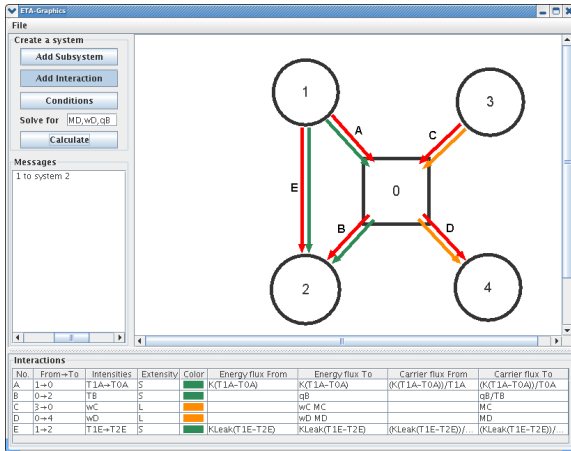 ETA-Graphics
File
Create a system
Add Subsystem
Add Interaction
Conditions
Solve for MD,wD,qB
Calculate
Messages
1 to system 2
1
3
A
C
E
0
B
D
2
4
Interactions
No. From→To Intensities Extensity Color Energy flux From Energy flux To Carrier flux From Carrier flux To
A 1→0 T1A→T0A S K(T1A-T0A) K(T1A-T0A) (K(T1A-T0A))/T1A (K(T1A-T0A))/T0A
B 0→2 TB S qB qB/TB
C 3→0 wC L wC MC MC
D 0→4 wD L wD MD MD
E 1→2 T1E→T2E S KLeak(T1E-T2E) KLeak(T1E-T2E) (KLeak(T1E-T2E))/... (KLeak(T1E-T2E))/...